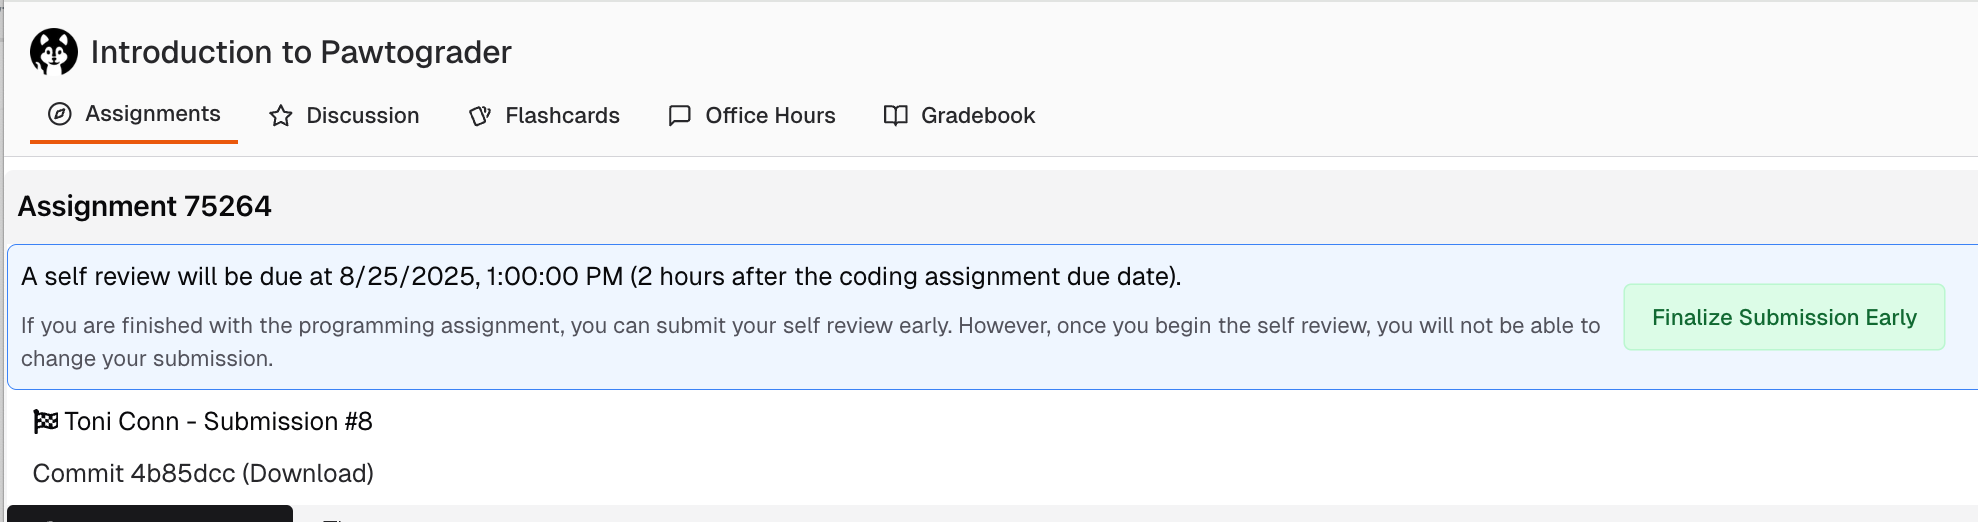 Introduction to Pawtograder
Assignments Discussion Flashcards Office Hours Gradebook
Assignment 75264
A self review will be due at 8/25/2025, 1:00:00 PM (2 hours after the coding assignment due date).
If you are finished with the programming assignment, you can submit your self review early. However, once you begin the self review, you will not be able to
change your submission.
Finalize Submission Early
Toni Conn - Submission #8
Commit 4b85dcc (Download)